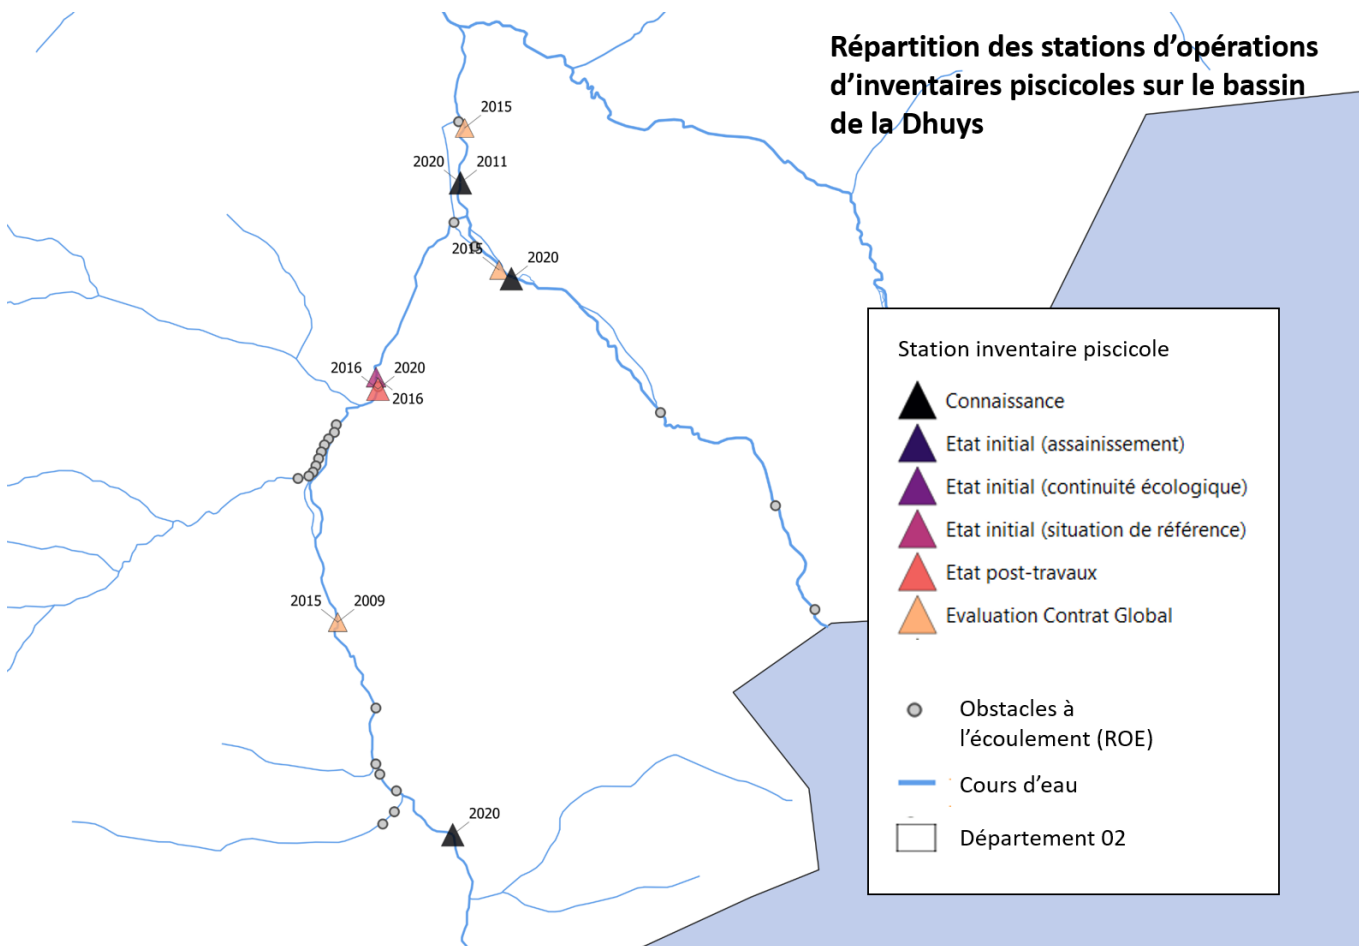 Répartition des stations d'opérations
d'inventaires piscicoles sur le bassin
de la Dhuys
2015
2020
2011
2015
2020
2016
2020
2016
2015
2009
2020
Station inventaire piscicole
Connaissance
Etat initial (assainissement)
Etat initial (continuité écologique)
Etat initial (situation de référence)
Etat post-travaux
Evaluation Contrat Global
Obstacles à
l'écoulement (ROE)
Cours d'eau
Département 02